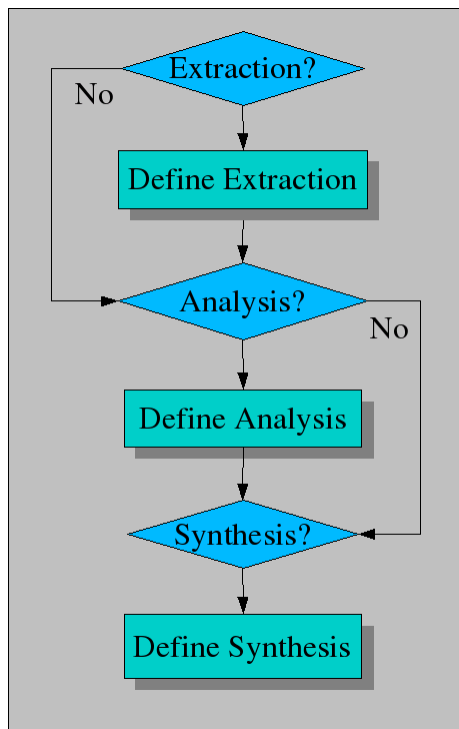 Extraction?
No
Define Extraction
Analysis?
No
Define Analysis
Synthesis?
Define Synthesis